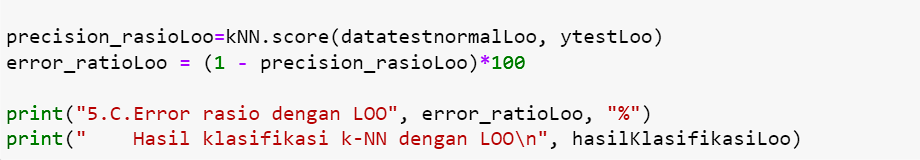 precision_rasioLoo=kNN.score(datatestnormalLoo, ytestLoo)
error_ratioLoo = (1 - precision_rasioLoo)*100
print("5.C.Error rasio dengan LOO", error_ratioLoo, "%")
print("    Hasil klasifikasi k-NN dengan LOO\n", hasilKlasifikasiLoo)